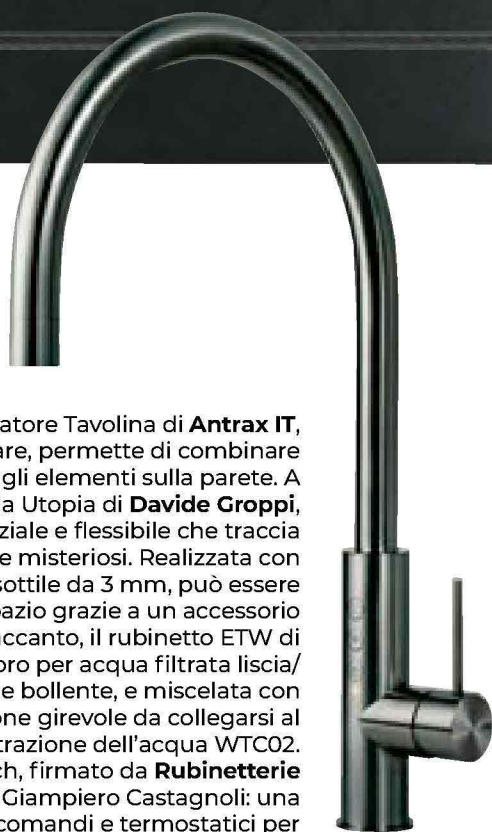 atore Tavolina di Antrax IT,
are, permette di combinare
gli elementi sulla parete. A
a Utopia di Davide Groppi,
ziale e flessibile che traccia
e misteriosi. Realizzata con
sottile da 3 mm, può essere
pazio grazie a un accessorio
accanto, il rubinetto ETW di
oro per acqua filtrata liscia/
e bollente, e miscelata con
one girevole da collegarsi al
trazione dell'acqua WTC02.
ch, firmato da Rubinetterie
Giampiero Castagnoli: una
comandi e termostatici per